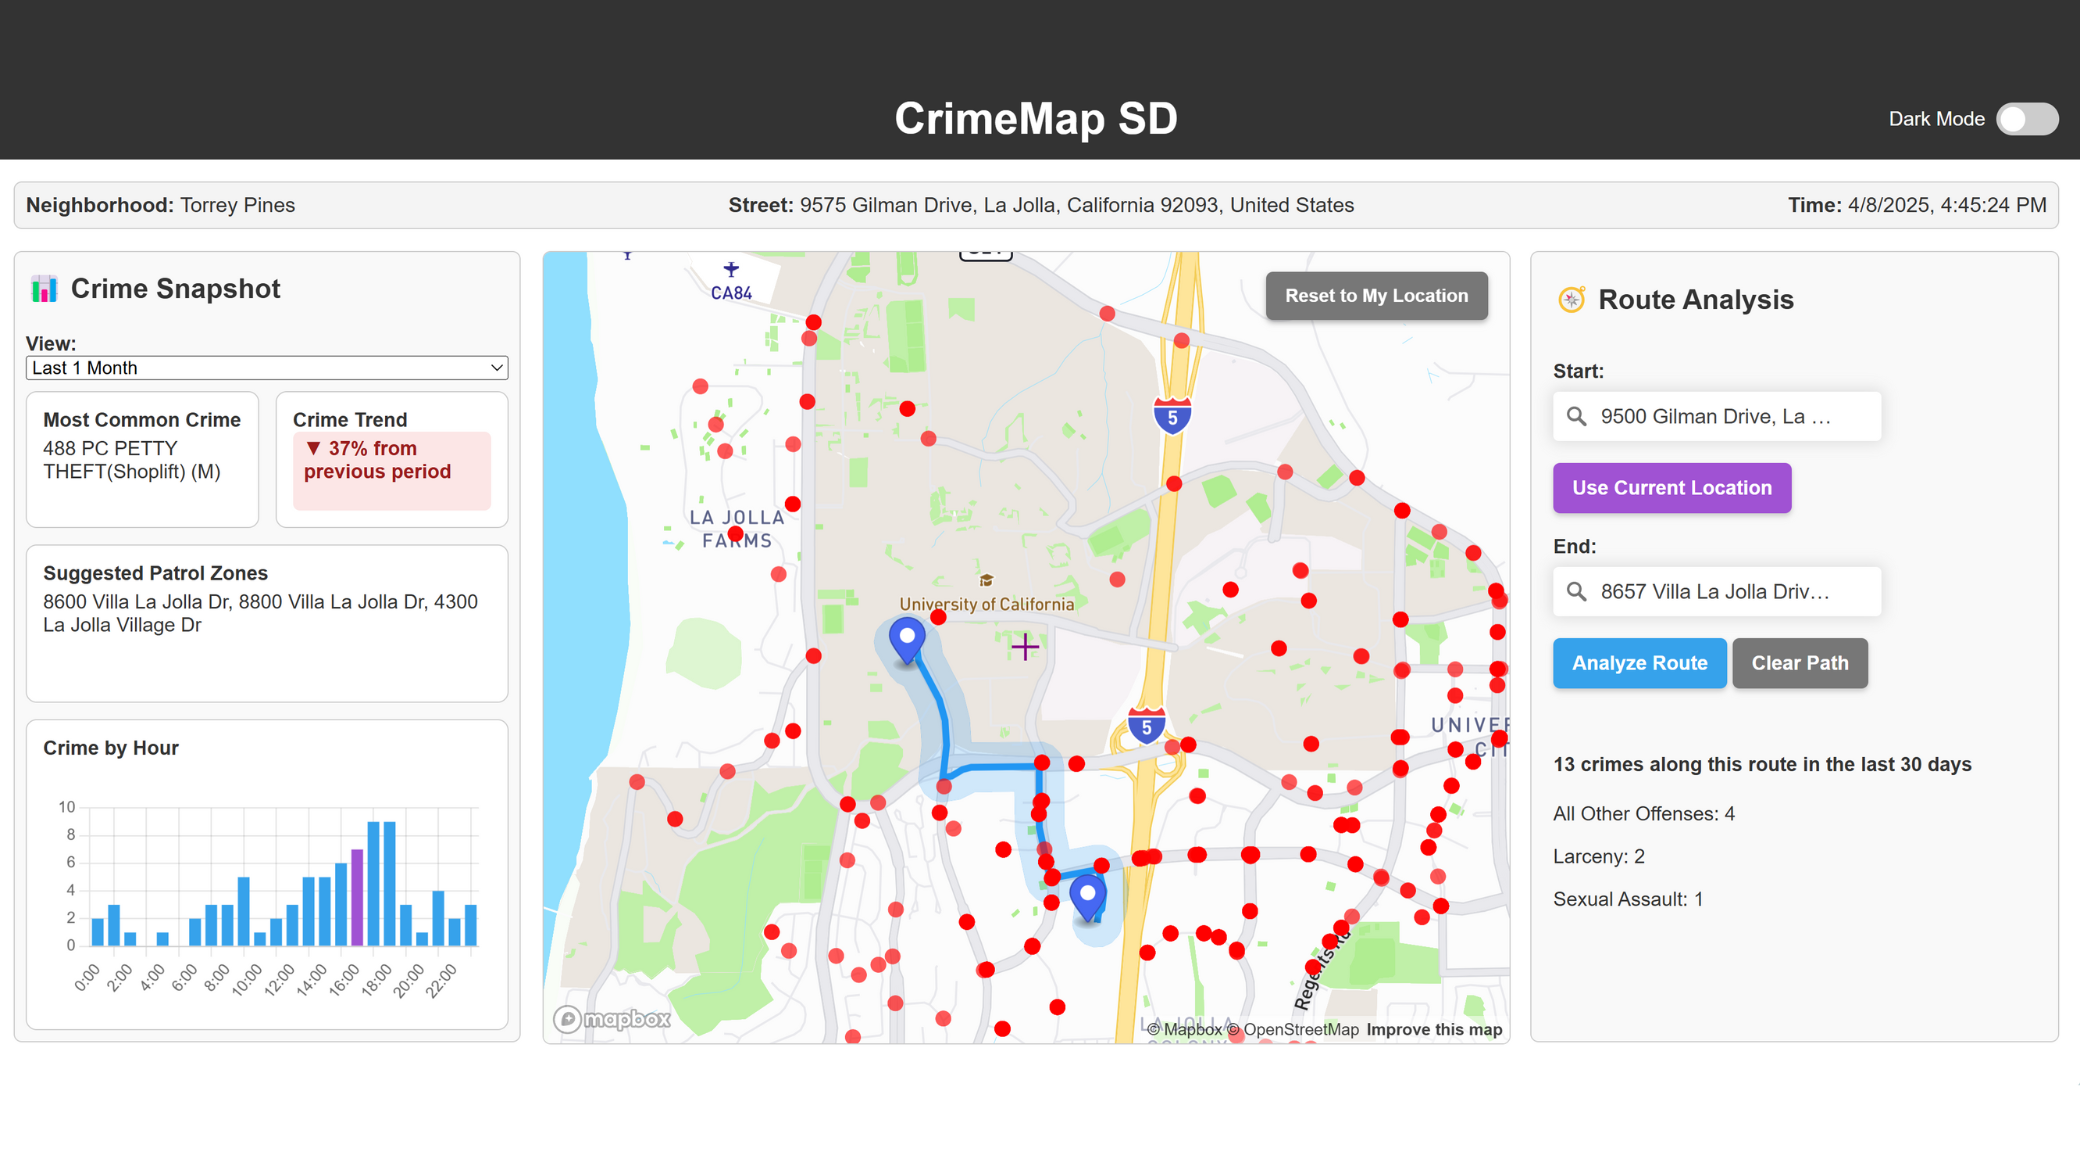 CrimeMap SD
Dark Mode
Neighborhood: Torrey Pines
Street: 9575 Gilman Drive, La Jolla, California 92093, United States
Time: 4/8/2025, 4:45:24 PM
Crime Snapshot
View:
Last 1 Month
Most Common Crime
488 PC PETTY
THEFT(Shoplift) (M)
Crime Trend
▼ 37% from
previous period
Suggested Patrol Zones
8600 Villa La Jolla Dr, 8800 Villa La Jolla Dr, 4300
La Jolla Village Dr
Crime by Hour
10
8
6
4
2
0
0:00
2:00
4:00
6:00
8:00
10:00
12:00
14:00
16:00
18:00
20:00
22:00
CA84
Reset to My Location
5
LA JOLLA
FARMS
University of California
5
UNIVER
CIT
Regents Rd
LA JOLLA
COLONY
mapbox
© Mapbox © OpenStreetMap Improve this map
Route Analysis
Start:
9500 Gilman Drive, La ...
Use Current Location
End:
8657 Villa La Jolla Driv...
Analyze Route
Clear Path
13 crimes along this route in the last 30 days
All Other Offenses: 4
Larceny: 2
Sexual Assault: 1